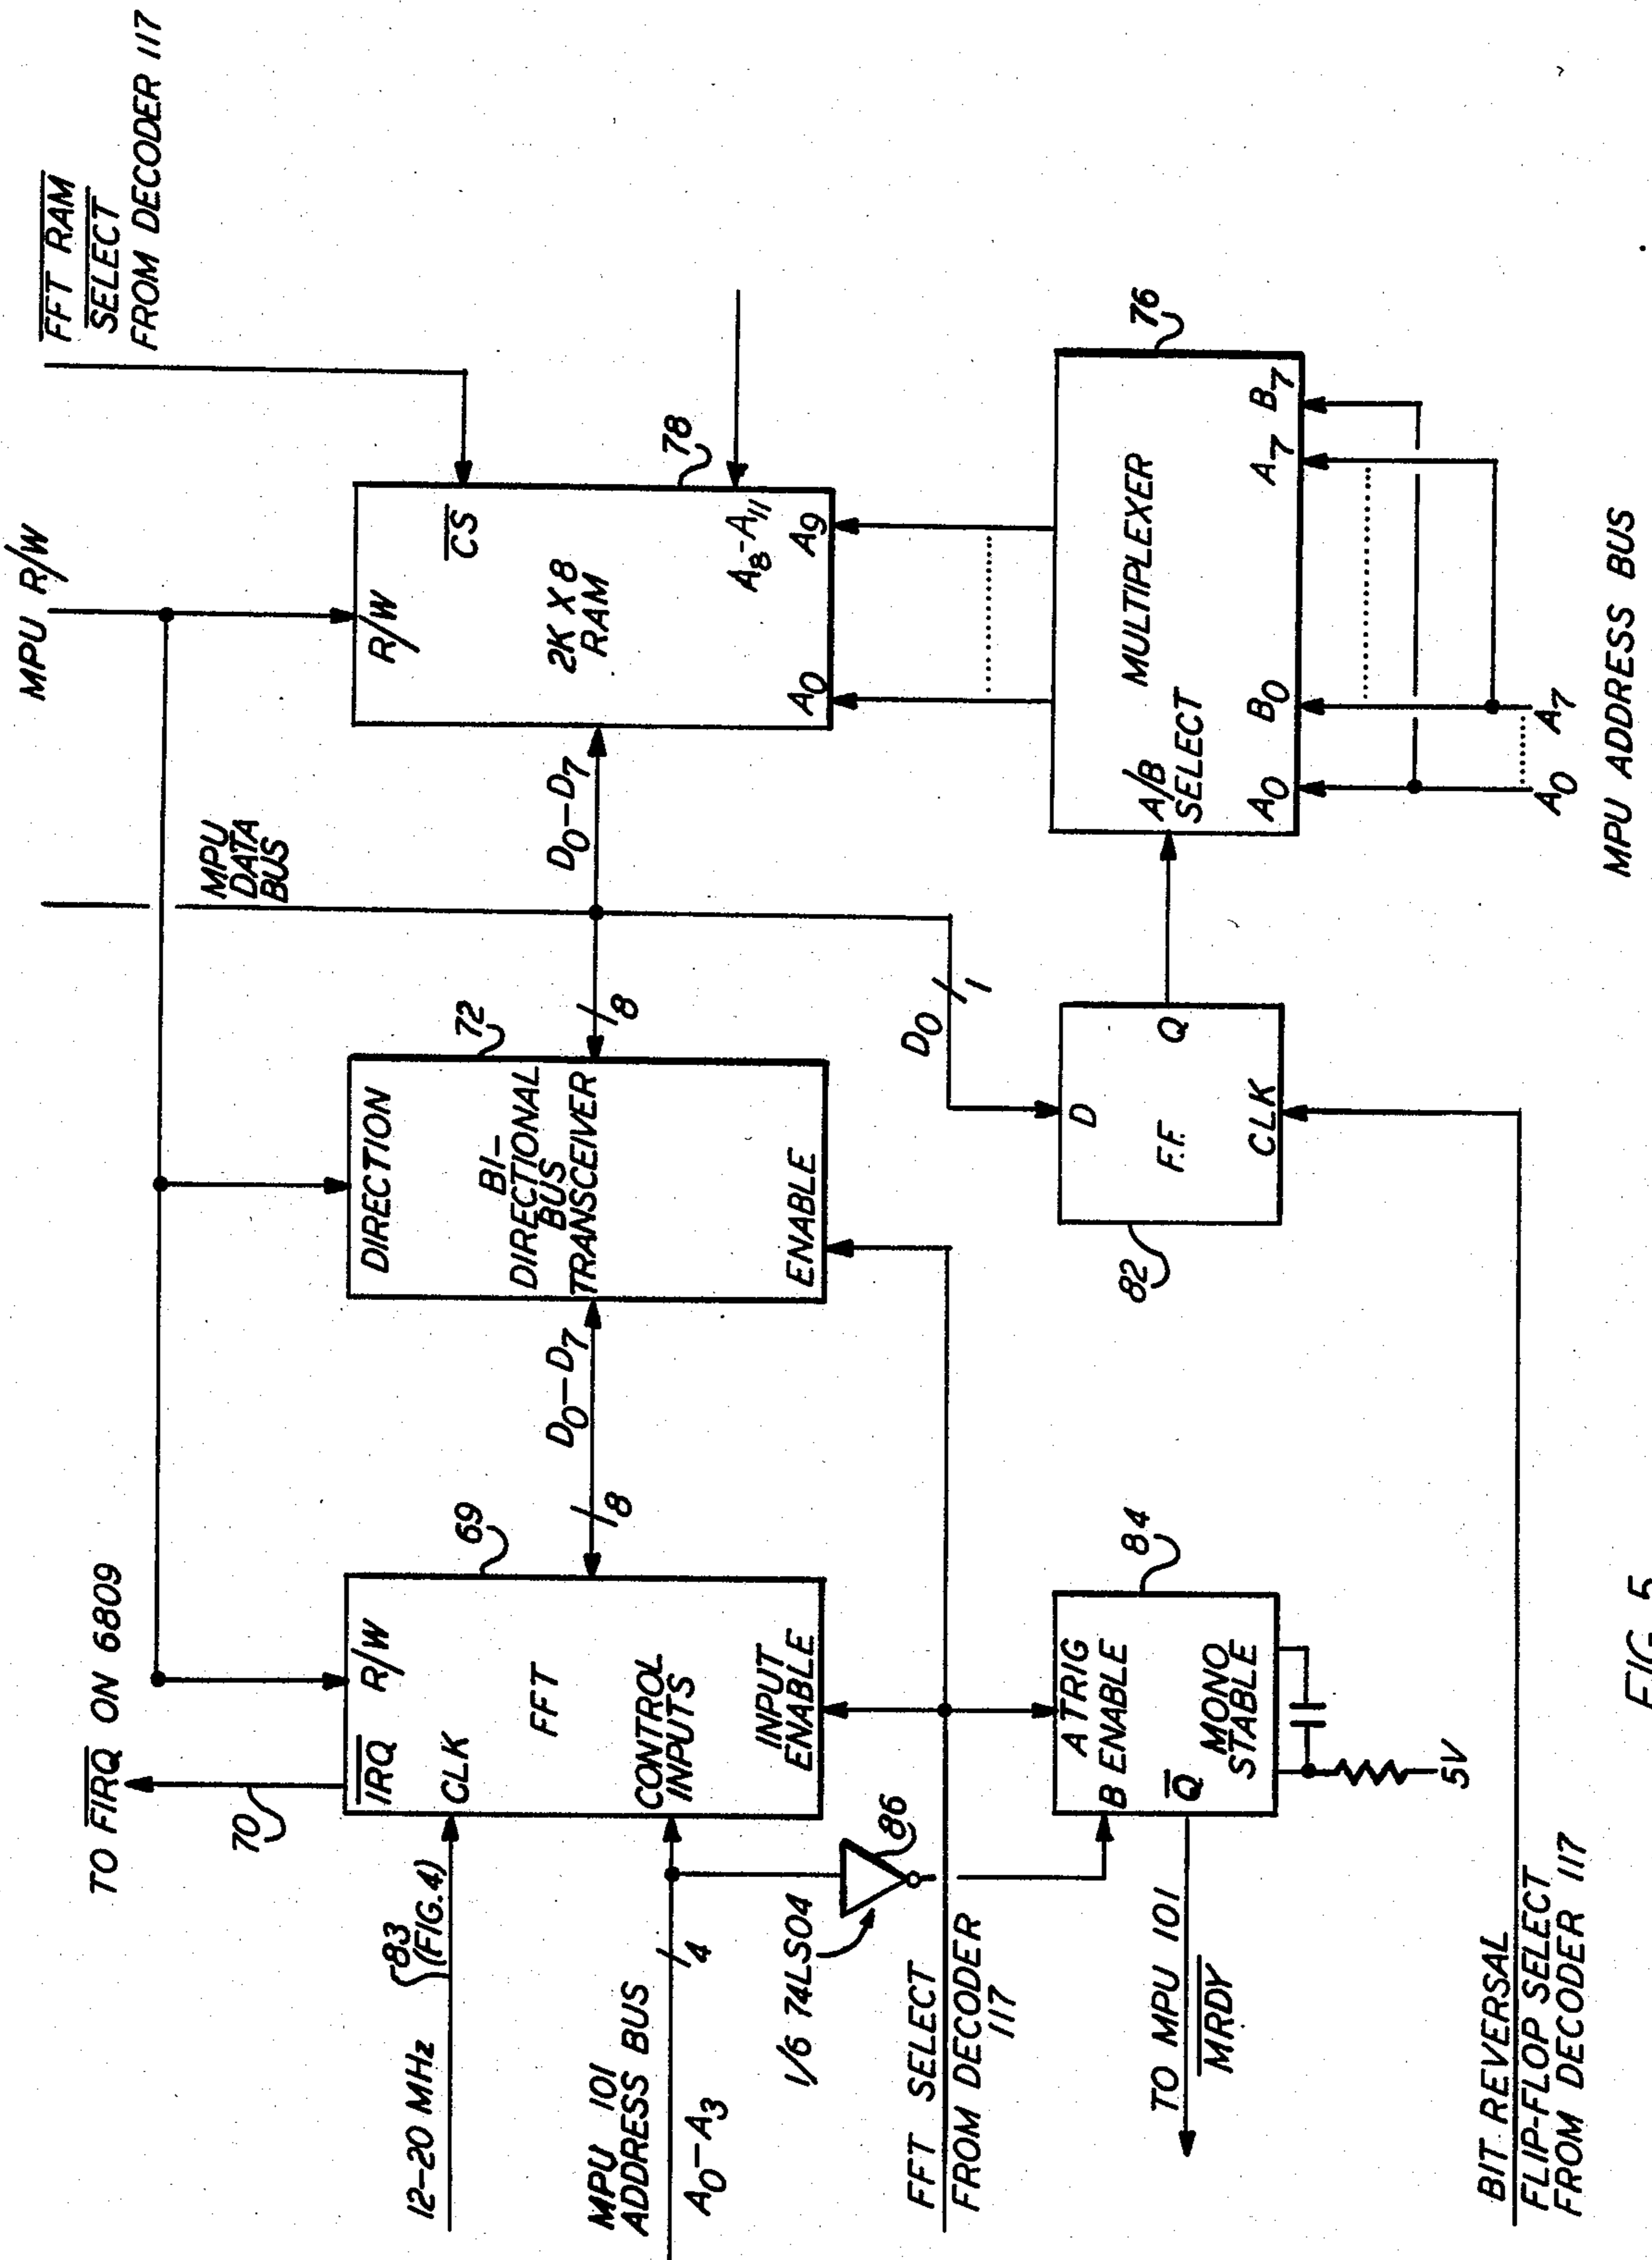 TO FIRQ ON 6809
MPU R/W
FFT RAM
SELECT
FROM DECODER 117
70
12-20 MHz
83
(FIG.4)
IRQ
R/W
CLK
FFT
CONTROL
INPUTS
INPUT
ENABLE
69
D0-D7
8
DIRECTION
BI-
DIRECTIONAL
BUS
TRANSCEIVER
ENABLE
72
8
MPU
DATA
BUS
D0-D7
R/W
CS
2K X 8
RAM
A8-A11
A0
A9
78
MPU 101
ADDRESS BUS
A0-A3
4
1/6 74LS04
86
FFT SELECT
FROM DECODER
117
TO MPU 101
MRDY
A TRIG
B ENABLE
Q
MONO
STABLE
84
5V
D0
1
D
Q
F.F.
CLK
82
A/B
SELECT
MULTIPLEXER
A0
B0
A7
B7
76
A0
A7
MPU ADDRESS BUS
BIT REVERSAL
FLIP-FLOP SELECT
FROM DECODER 117
FIG. 5